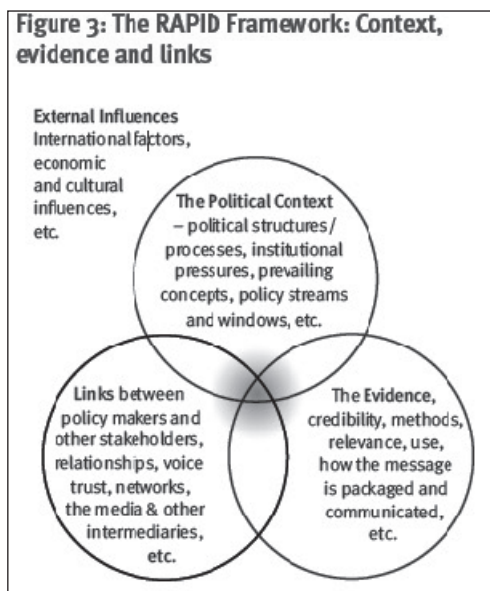 Figure 3: The RAPID Framework: Context,
evidence and links
External Influences
International factors,
economic
and cultural
influences,
etc.
The Political Context
– political structures/
processes, institutional
pressures, prevailing
concepts, policy streams
and windows, etc.
Links between
policy makers and
other stakeholders,
relationships, voice
trust, networks,
the media & other
intermediaries,
etc.
The Evidence,
credibility, methods,
relevance, use,
how the message
is packaged and
communicated,
etc.